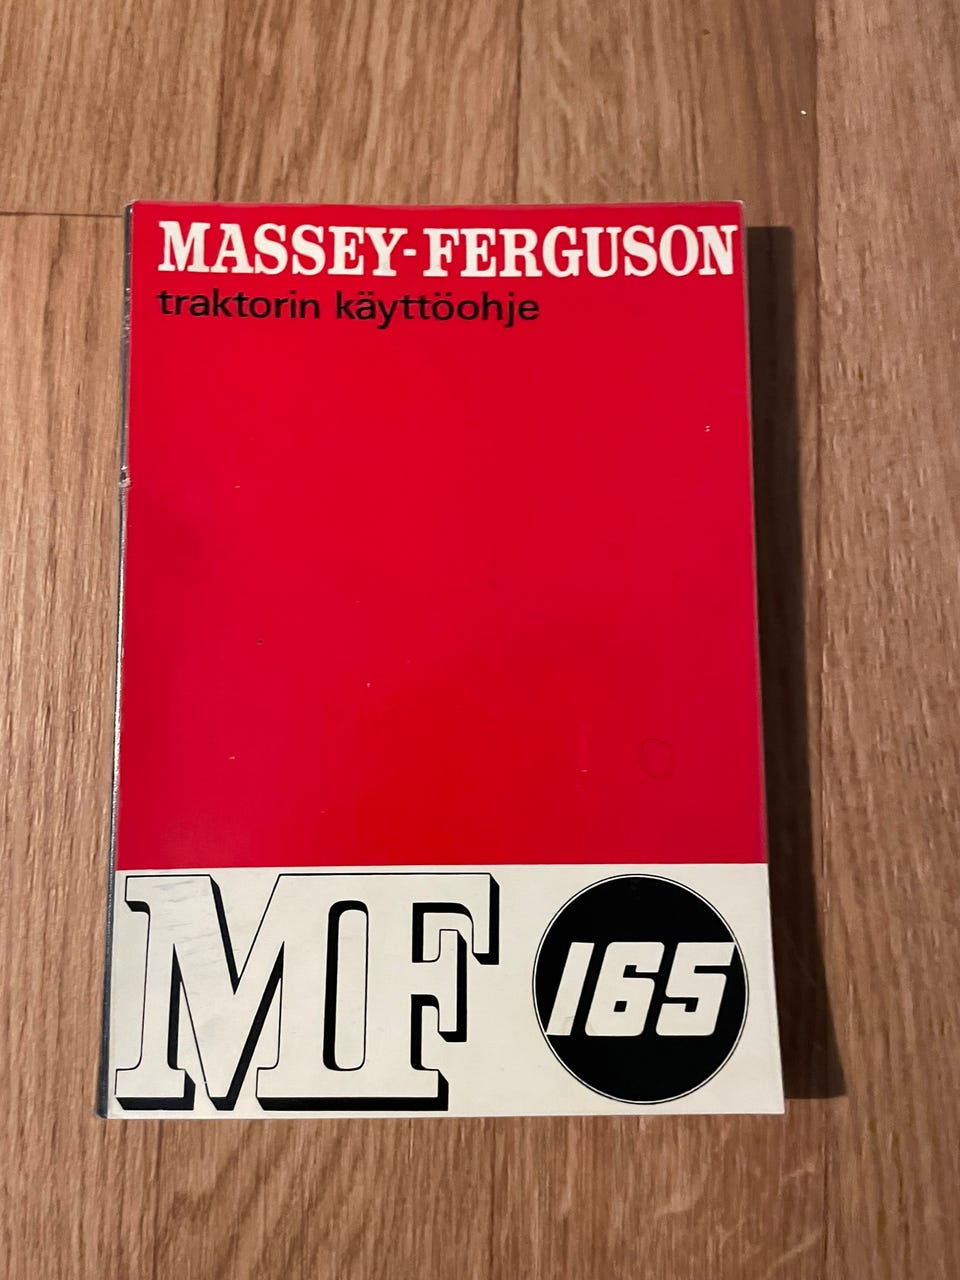 MASSEY-FERGUSON
traktorin käyttöohje
MF 165